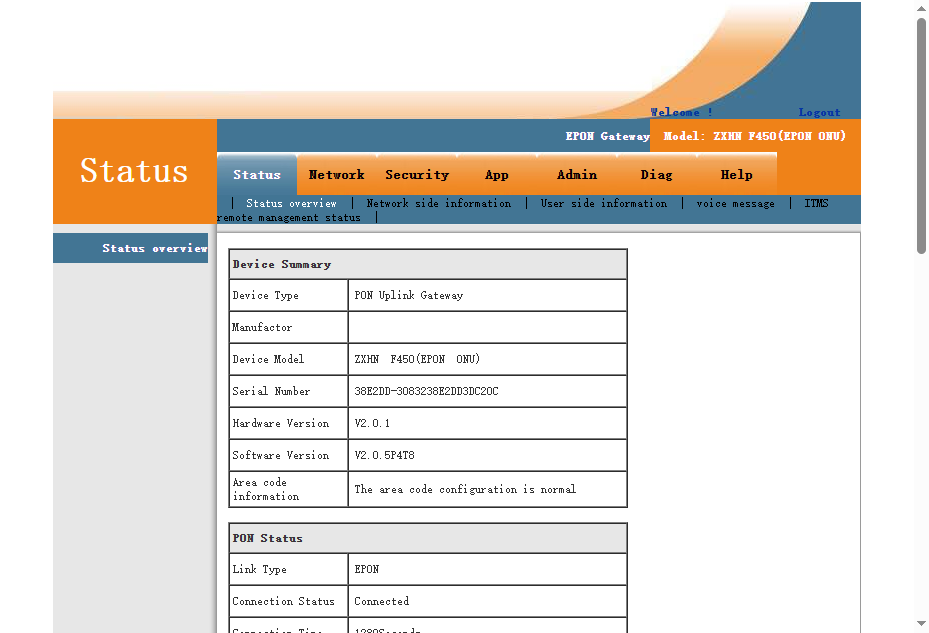 Welcome ! Logout
EPON Gateway Model: ZXHN F450(EPON ONU)
Status
Status Network Security App Admin Diag Help
| Status overview | Network side information | User side information | voice message | ITMS
remote management status |
Status overview
Device Summary
Device Type PON Uplink Gateway
Manufactor
Device Model ZXHN F450(EPON ONU)
Serial Number 38E2DD-3083238E2DD3DC20C
Hardware Version V2.0.1
Software Version V2.0.5P4T8
Area code
information The area code configuration is normal
PON Status
Link Type EPON
Connection Status Connected
Connection Time 1280Seconds